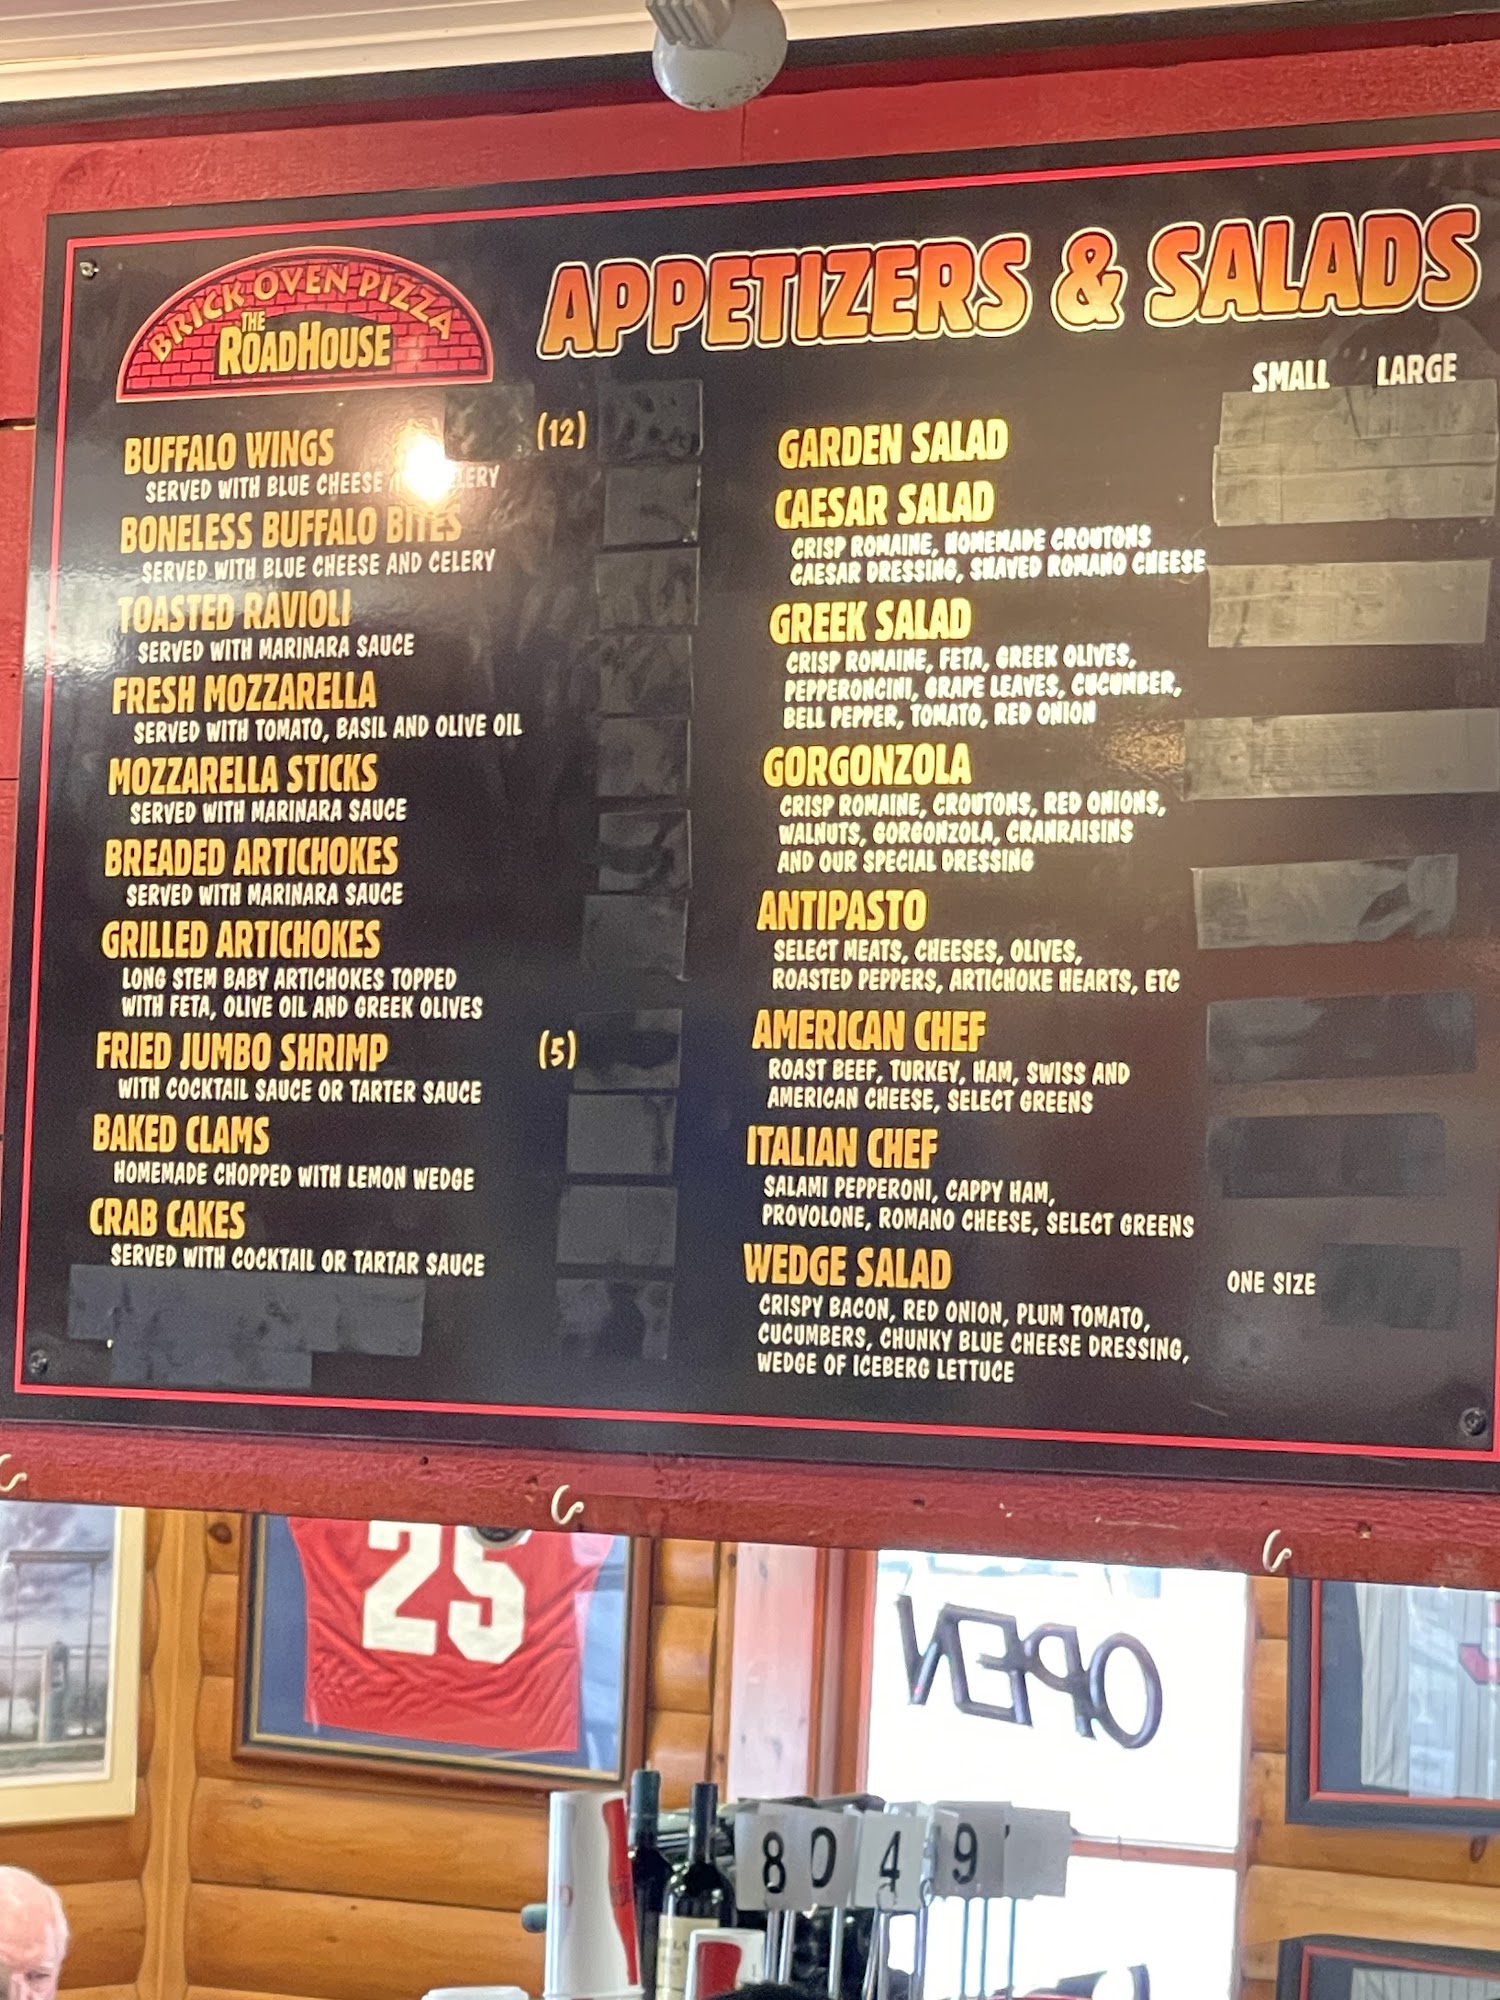 BRICK OVEN PIZZA
THE
ROADHOUSE
APPETIZERS & SALADS
SMALL LARGE
BUFFALO WINGS (12)
SERVED WITH BLUE CHEESE
BONELESS BUFFALO BITES
SERVED WITH BLUE CHEESE AND CELERY
TOASTED RAVIOLI
SERVED WITH MARINARA SAUCE
FRESH MOZZARELLA
SERVED WITH TOMATO, BASIL AND OLIVE OIL
MOZZARELLA STICKS
SERVED WITH MARINARA SAUCE
BREADED ARTICHOKES
SERVED WITH MARINARA SAUCE
GRILLED ARTICHOKES
LONG STEM BABY ARTICHOKES TOPPED
WITH FETA, OLIVE OIL AND GREEK OLIVES
FRIED JUMBO SHRIMP (5)
WITH COCKTAIL SAUCE OR TARTER SAUCE
BAKED CLAMS
HOMEMADE CHOPPED WITH LEMON WEDGE
CRAB CAKES
SERVED WITH COCKTAIL OR TARTAR SAUCE
GARDEN SALAD
CAESAR SALAD
CRISP ROMAINE, HOMEMADE CROUTONS
CAESAR DRESSING, SHAVED ROMANO CHEESE
GREEK SALAD
CRISP ROMAINE, FETA, GREEK OLIVES,
PEPPERONCINI, GRAPE LEAVES, CUCUMBER,
BELL PEPPER, TOMATO, RED ONION
GORGONZOLA
CRISP ROMAINE, CROUTONS, RED ONIONS,
WALNUTS, GORGONZOLA, CRANRAISINS
AND OUR SPECIAL DRESSING
ANTIPASTO
SELECT MEATS, CHEESES, OLIVES,
ROASTED PEPPERS, ARTICHOKE HEARTS, ETC
AMERICAN CHEF
ROAST BEEF, TURKEY, HAM, SWISS AND
AMERICAN CHEESE, SELECT GREENS
ITALIAN CHEF
SALAMI PEPPERONI, CAPPY HAM,
PROVOLONE, ROMANO CHEESE, SELECT GREENS
WEDGE SALAD ONE SIZE
CRISPY BACON, RED ONION, PLUM TOMATO,
CUCUMBERS, CHUNKY BLUE CHEESE DRESSING,
WEDGE OF ICEBERG LETTUCE
25
OPEN
8 0 4 9